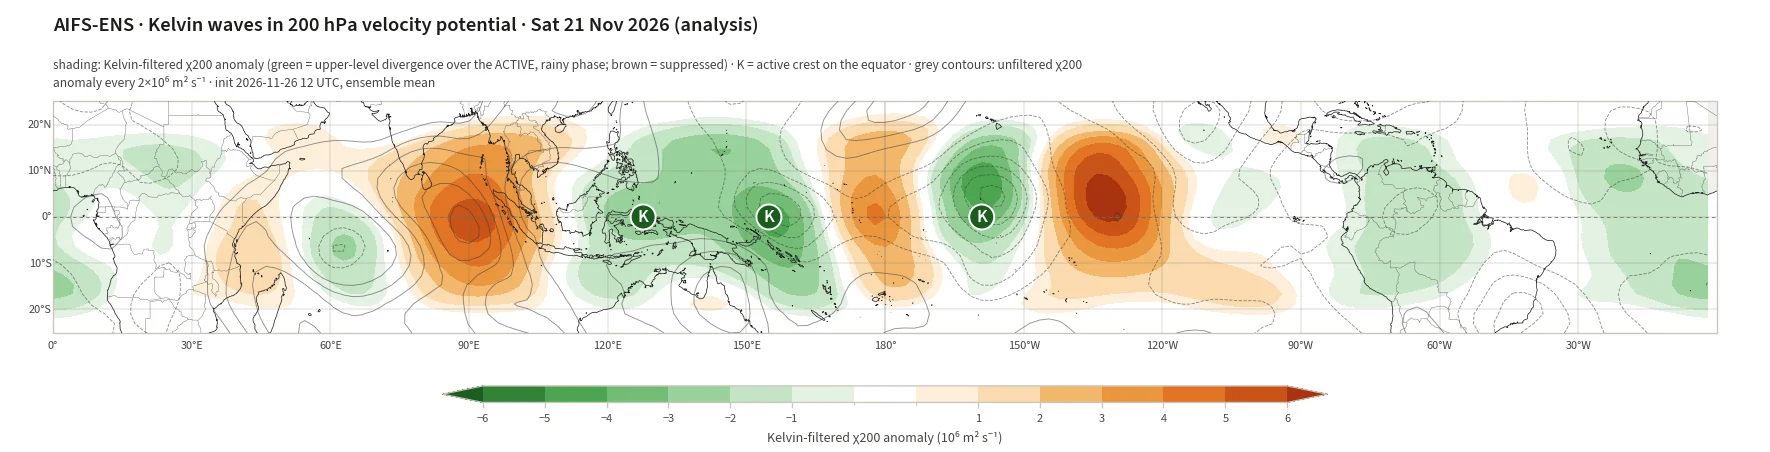 AIFS-ENS · Kelvin waves in 200 hPa velocity potential · Sat 21 Nov 2026 (analysis)
shading: Kelvin-filtered χ200 anomaly (green = upper-level divergence over the ACTIVE, rainy phase; brown = suppressed) · K = active crest on the equator · grey contours: unfiltered χ200
anomaly every 2×10⁶ m² s⁻¹ · init 2026-11-26 12 UTC, ensemble mean
20°N
10°N
0°
10°S
20°S
K K K
0° 30°E 60°E 90°E 120°E 150°E 180° 150°W 120°W 90°W 60°W 30°W
−6 −5 −4 −3 −2 −1 1 2 3 4 5 6
Kelvin-filtered χ200 anomaly (10⁶ m² s⁻¹)